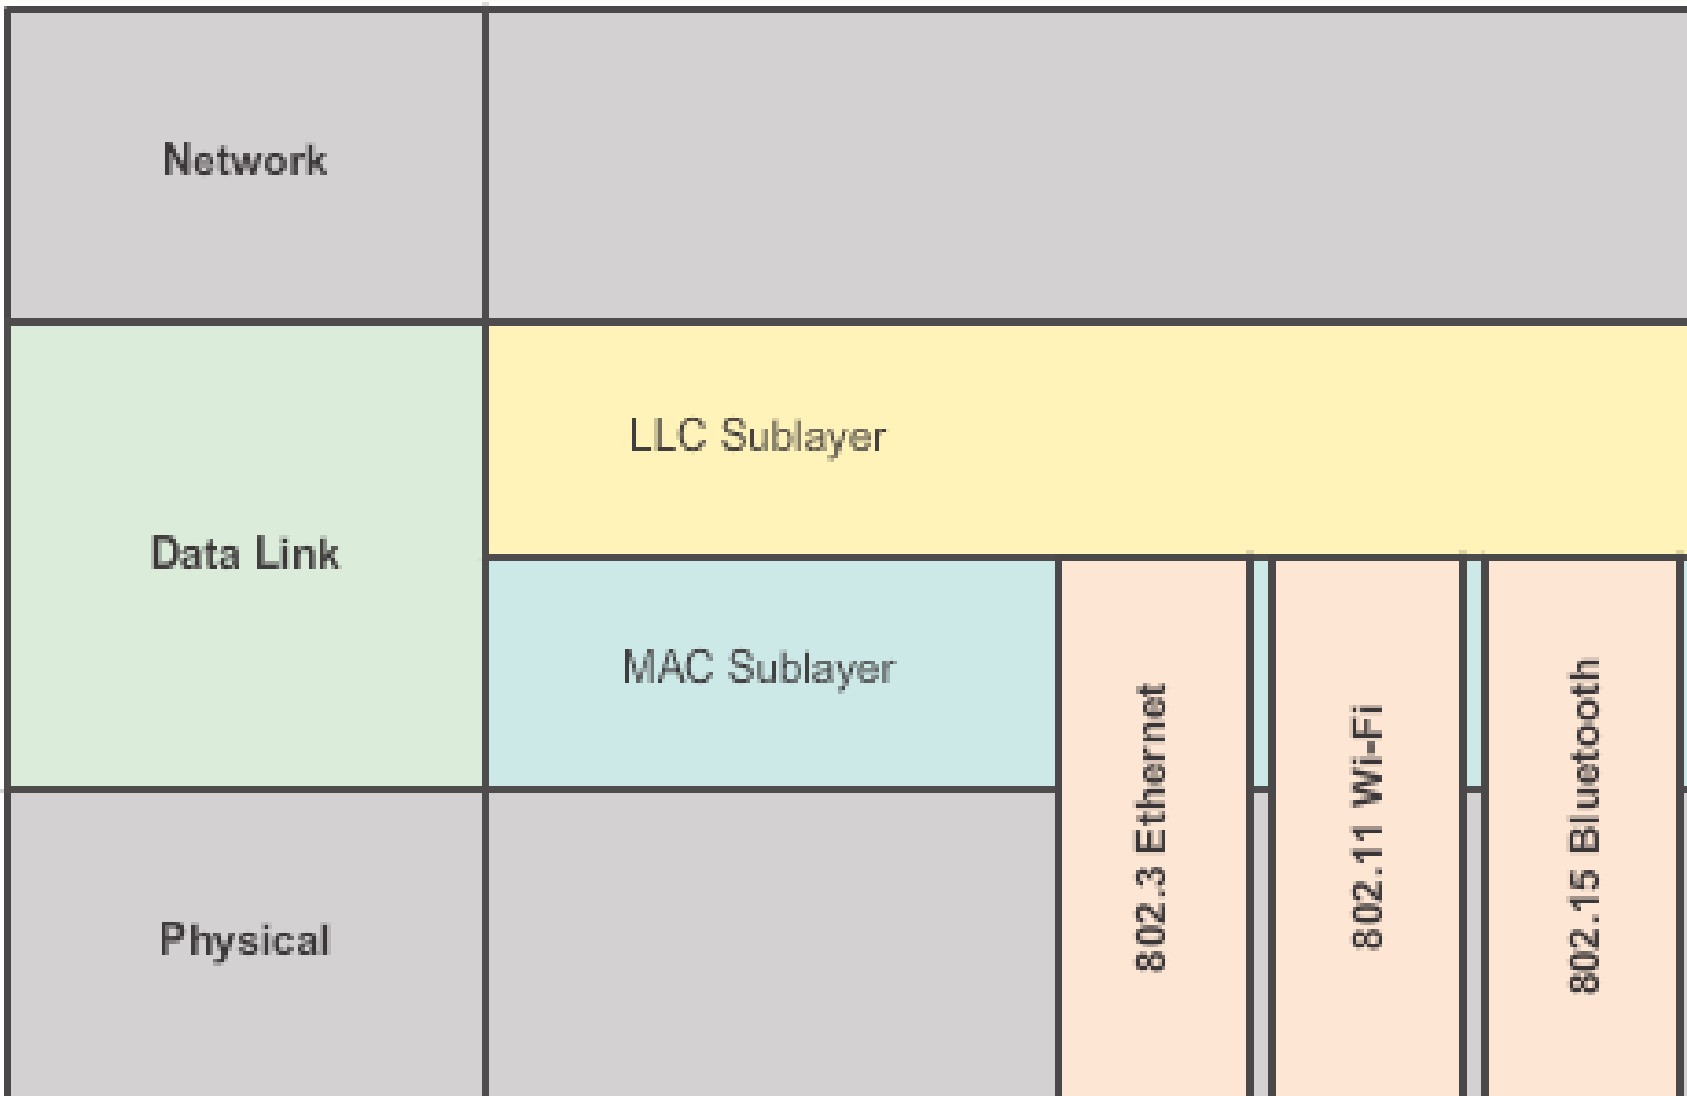 Network
LLC Sublayer
Data Link
MAC Sublayer
802.3 Ethernet
802.11 Wi-Fi
802.15 Bluetooth
Physical